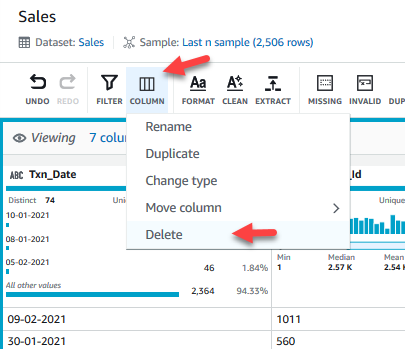 Sales
Dataset: Sales Sample: Last n sample (2,506 rows)
UNDO REDO FILTER COLUMN FORMAT CLEAN EXTRACT MISSING INVALID DUP
Viewing 7 colum
Rename
Duplicate
Change type
Move column
Delete
ABC Txn_Date _Id
Distinct 74 Uni Unique
10-01-2021
08-01-2021
05-02-2021 46 1.84%
All other values 2,364 94.33%
Min Median Mean
1 2.57 K 2.54
09-02-2021 1011
30-01-2021 560